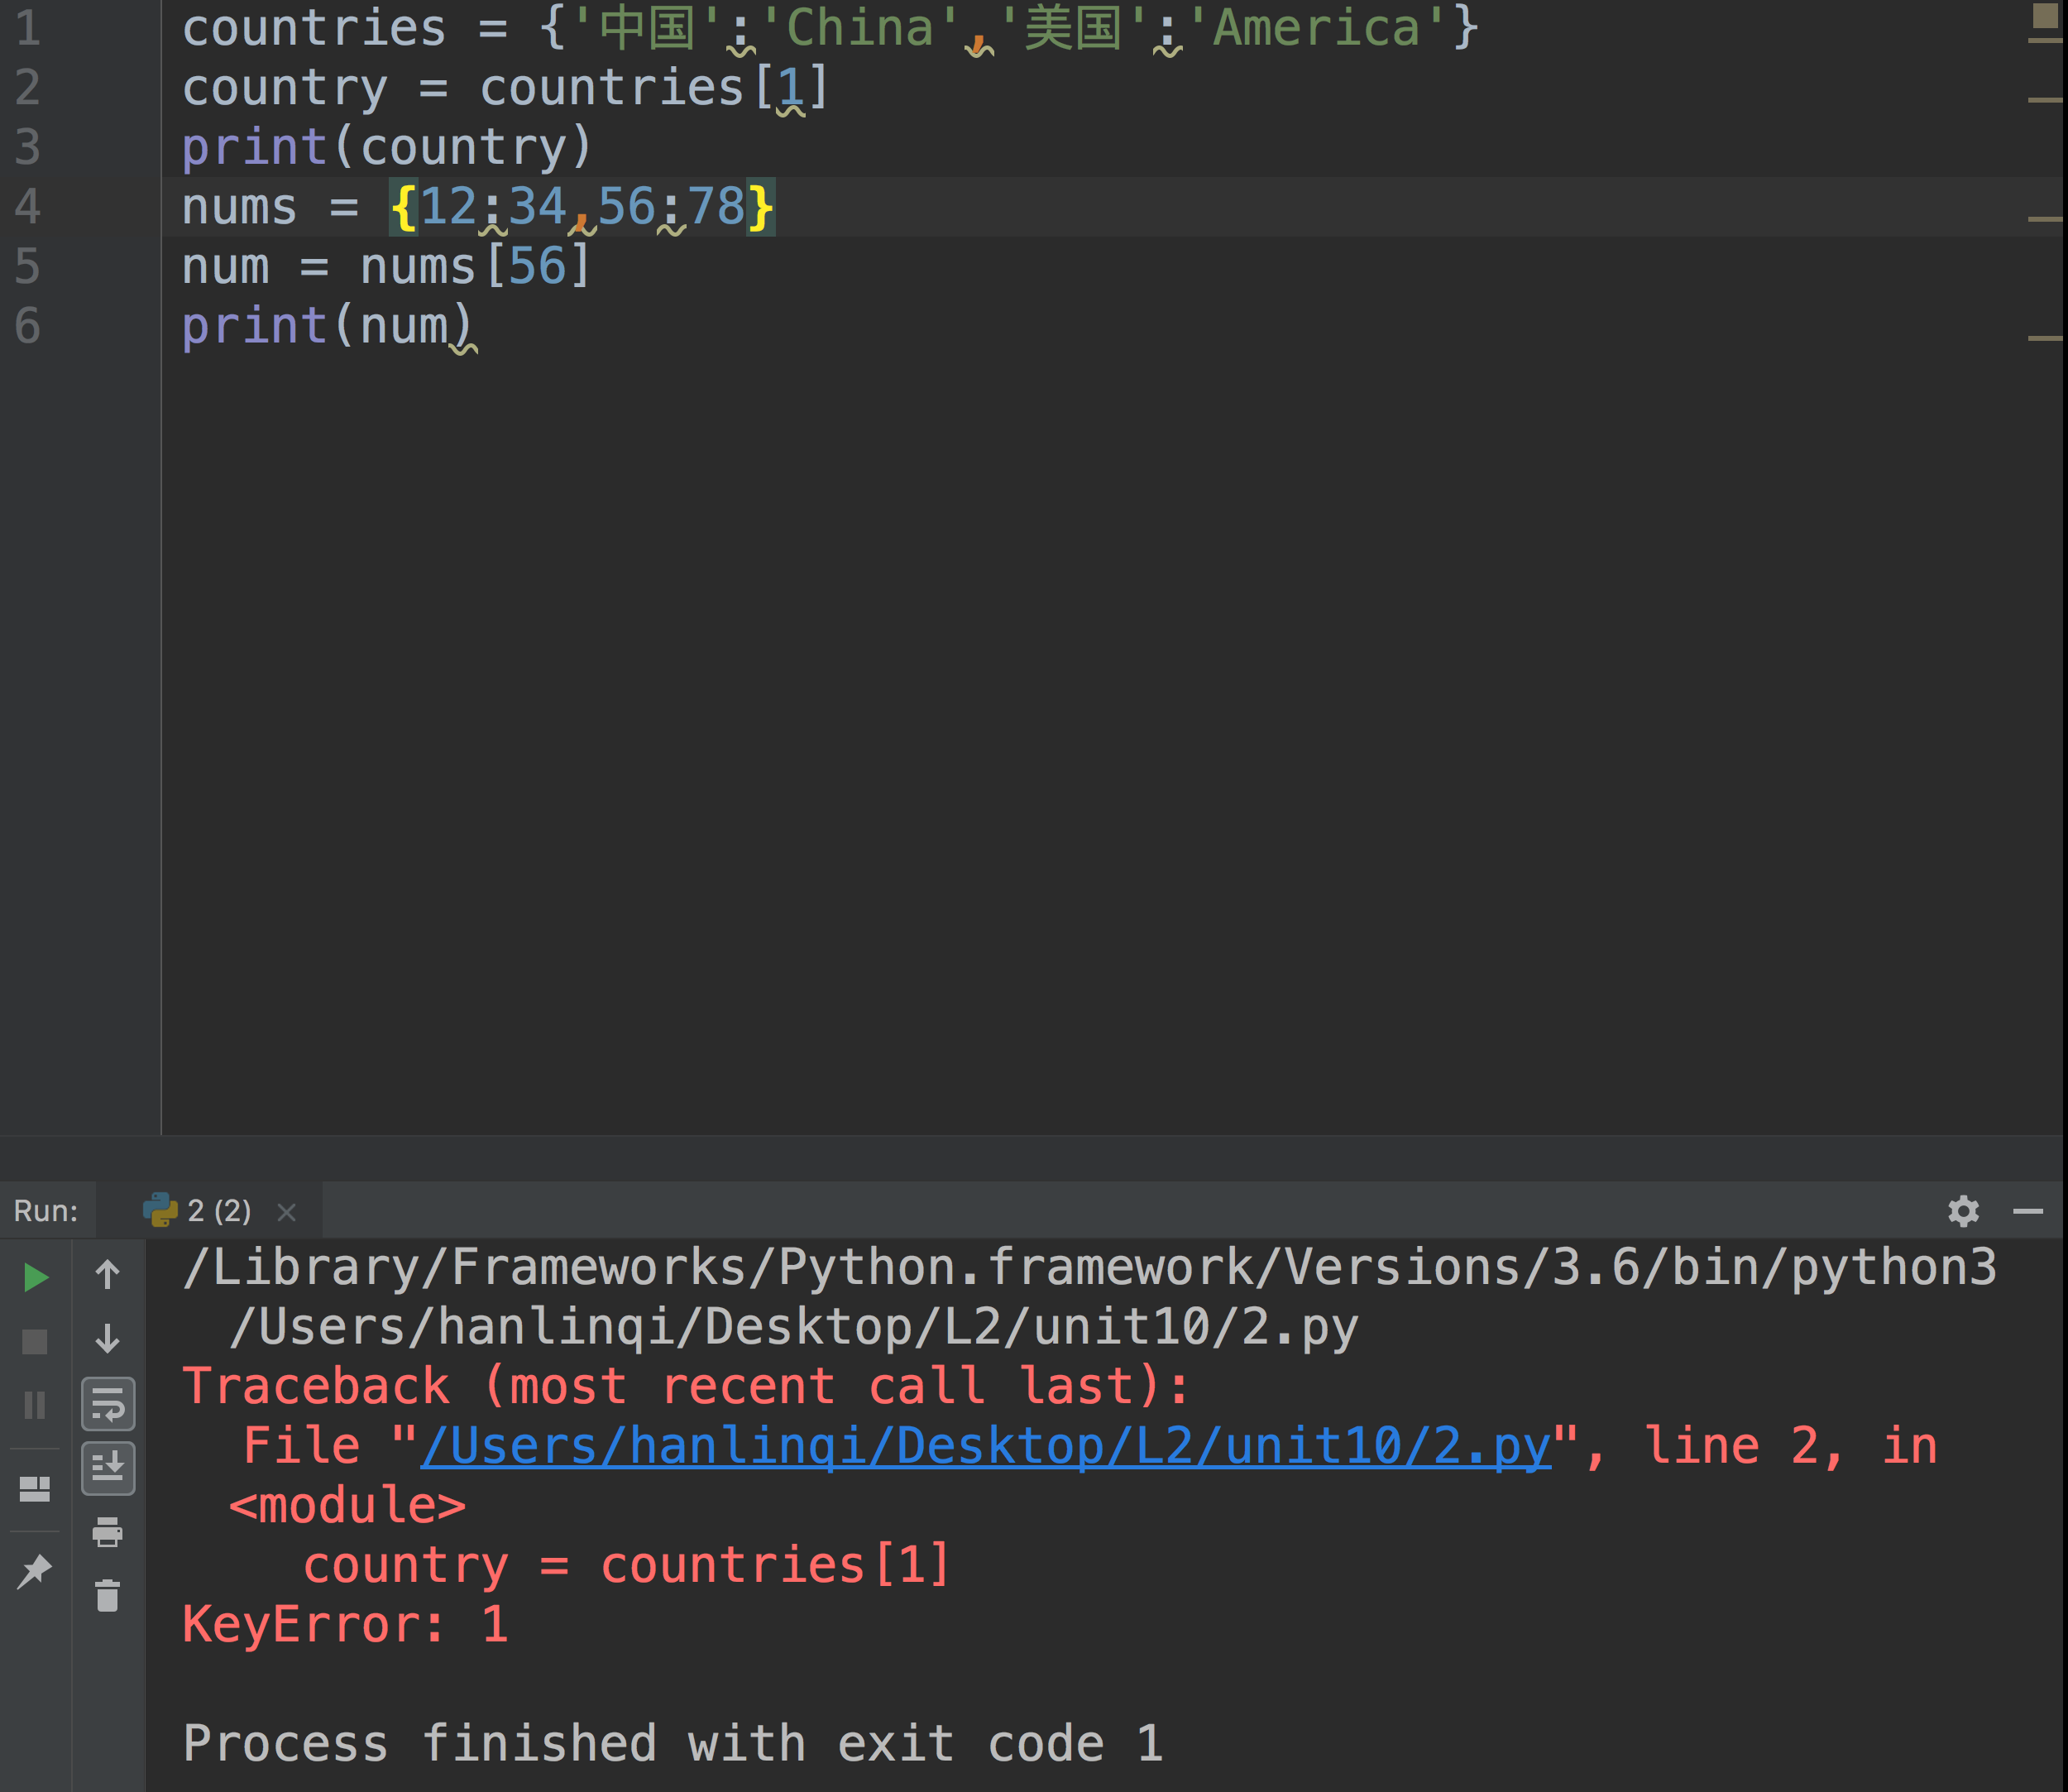 1 countries = {'中国':'China','美国':'America'}
2 country = countries[1]
3 print(country)
4 nums = {12:34,56:78}
5 num = nums[56]
6 print(num)
Run: 2 (2)
/Library/Frameworks/Python.framework/Versions/3.6/bin/python3
/Users/hanlinqi/Desktop/L2/unit10/2.py
Traceback (most recent call last):
File "/Users/hanlinqi/Desktop/L2/unit10/2.py", line 2, in
<module>
country = countries[1]
KeyError: 1
Process finished with exit code 1